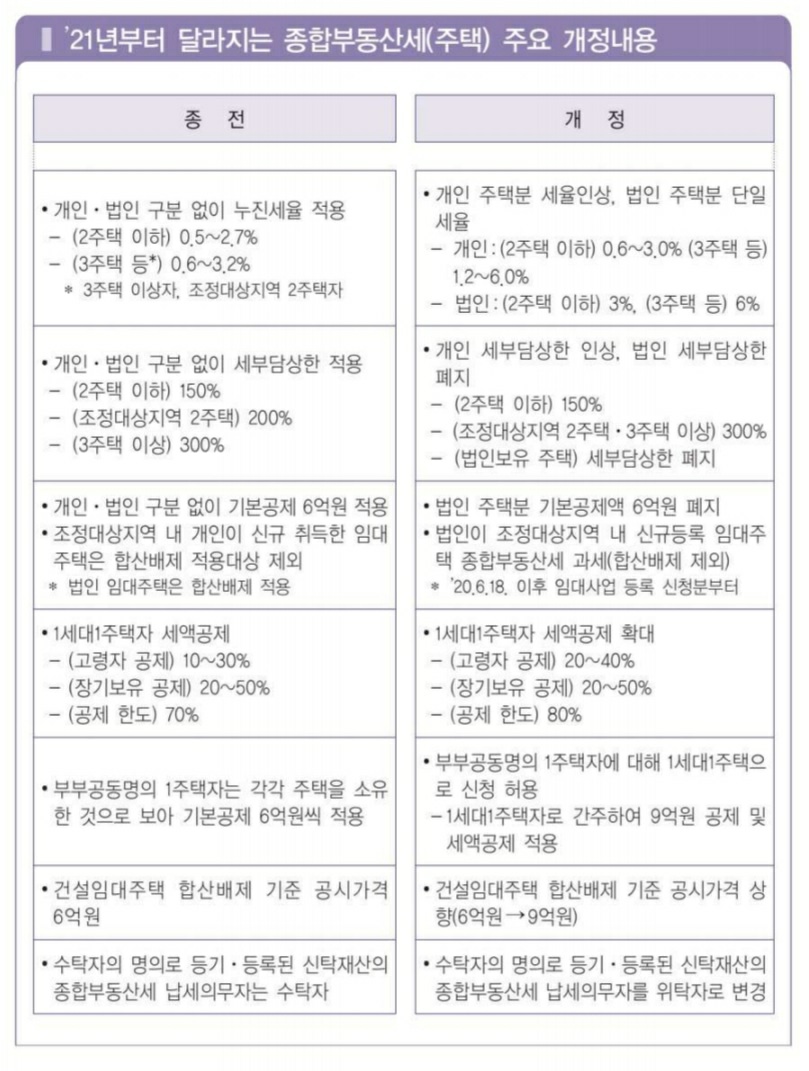 '21년부터 달라지는 종합부동산세(주택) 주요 개정내용
종 전
개 정
• 개인·법인 구분 없이 누진세율 적용
- (2주택 이하) 0.5~2.7%
- (3주택 등*) 0.6~3.2%
* 3주택 이상자, 조정대상지역 2주택자
• 개인 주택분 세율인상, 법인 주택분 단일
세율
- 개인:(2주택 이하) 0.6~3.0% (3주택 등)
1.2~6.0%
- 법인:(2주택 이하) 3%, (3주택 등) 6%
• 개인·법인 구분 없이 세부담상한 적용
- (2주택 이하) 150%
- (조정대상지역 2주택) 200%
- (3주택 이상) 300%
• 개인 세부담상한 인상, 법인 세부담상한
폐지
- (2주택 이하) 150%
- (조정대상지역 2주택·3주택 이상) 300%
- (법인보유 주택) 세부담상한 폐지
• 개인·법인 구분 없이 기본공제 6억원 적용
• 조정대상지역 내 개인이 신규 취득한 임대
주택은 합산배제 적용대상 제외
* 법인 임대주택은 합산배제 적용
• 법인 주택분 기본공제액 6억원 폐지
• 법인이 조정대상지역 내 신규등록 임대주
택 종합부동산세 과세(합산배제 제외)
* '20.6.18. 이후 임대사업 등록 신청분부터
• 1세대1주택자 세액공제
- (고령자 공제) 10~30%
- (장기보유 공제) 20~50%
- (공제 한도) 70%
• 1세대1주택자 세액공제 확대
- (고령자 공제) 20~40%
- (장기보유 공제) 20~50%
- (공제 한도) 80%
• 부부공동명의 1주택자는 각각 주택을 소유
한 것으로 보아 기본공제 6억원씩 적용
• 부부공동명의 1주택자에 대해 1세대1주택으
로 신청 허용
- 1세대1주택자로 간주하여 9억원 공제 및
세액공제 적용
• 건설임대주택 합산배제 기준 공시가격
6억원
• 건설임대주택 합산배제 기준 공시가격 상
향(6억원→9억원)
• 수탁자의 명의로 등기·등록된 신탁재산의
종합부동산세 납세의무자는 수탁자
• 수탁자의 명의로 등기·등록된 신탁재산의
종합부동산세 납세의무자를 위탁자로 변경